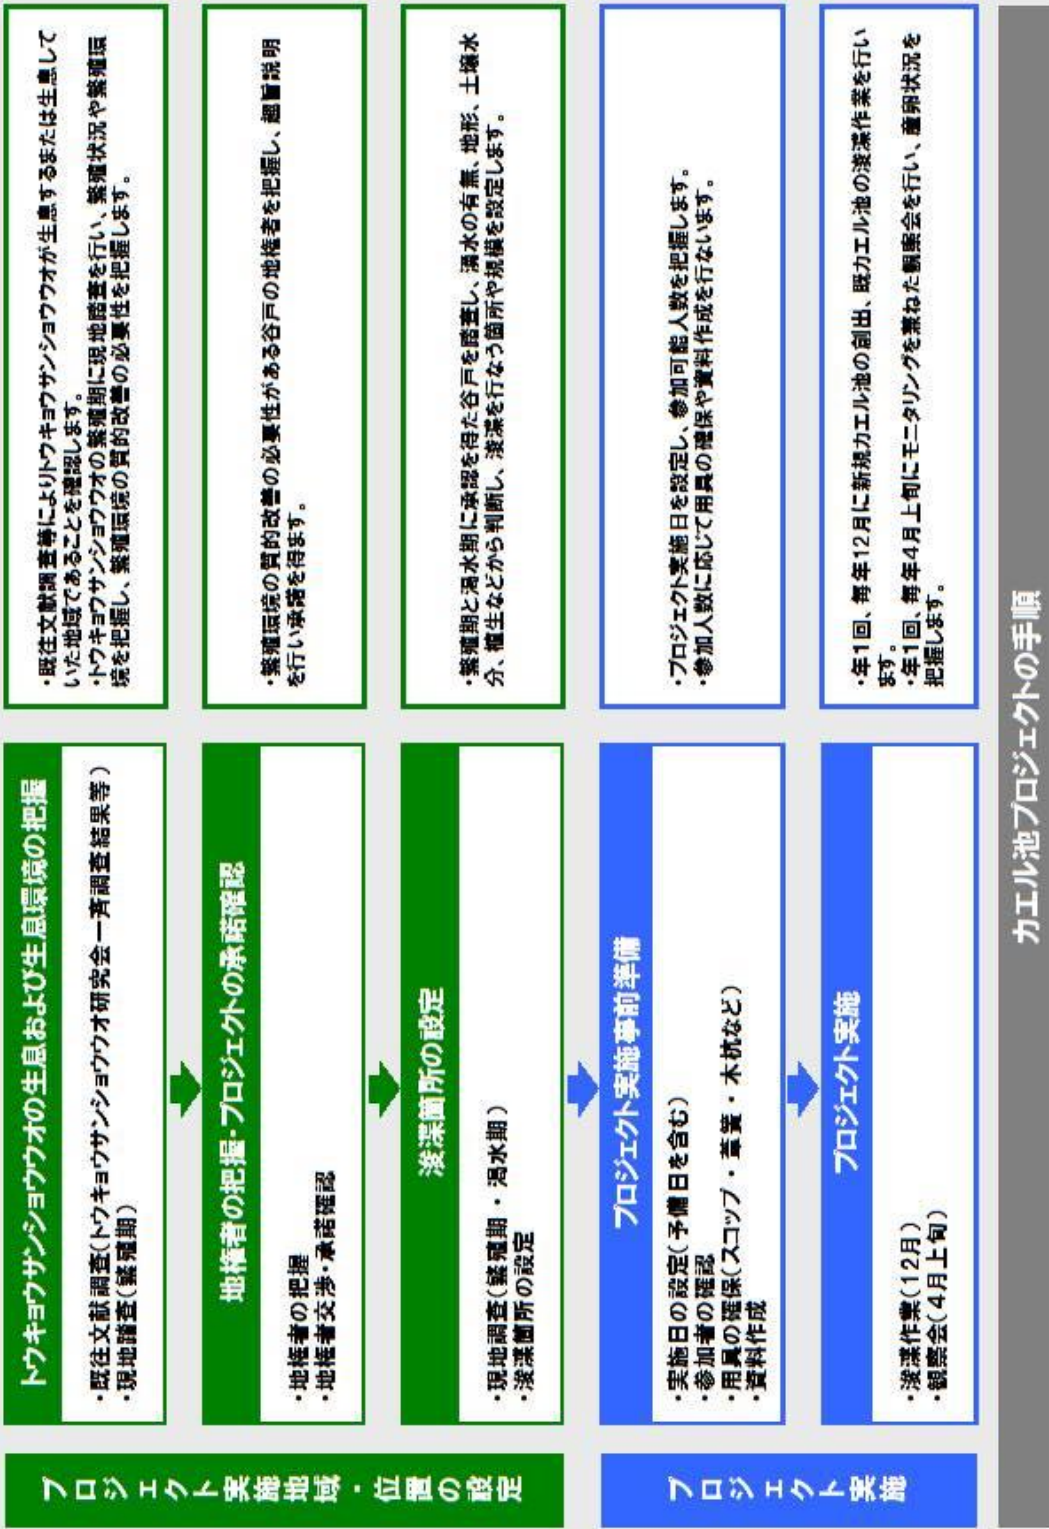 プロジェクト実施地域・位置の設定
トウキョウサンショウウオの生息および生息環境の把握
・既往文献調査(トウキョウサンショウウオ研究会一斉調査結果等)
・現地踏査(繁殖期)
・既往文献調査等によりトウキョウサンショウウオが生息するまたは生息して
いた地域であることを確認します。
・トウキョウサンショウウオの繁殖期に現地踏査を行い、繁殖状況や繁殖環
境を把握し、繁殖環境の質的改善の必要性を把握します。
地権者の把握・プロジェクトの承諾確認
・地権者の把握
・地権者交渉・承諾確認
・繁殖環境の質的改善の必要性がある谷戸の地権者を把握し、趣旨説明
を行い承諾を得ます。
浚渫箇所の設定
・現地調査(繁殖期・渇水期)
・浚渫箇所の設定
・繁殖期と渇水期に承認を得た谷戸を踏査し、湧水の有無、地形、土壌水
分、植生などから判断し、浚渫を行なう箇所や規模を設定します。
プロジェクト実施
プロジェクト実施事前準備
・実施日の設定(予備日を含む)
・参加者の確認
・用具の確保(スコップ・葦簀・木杭など)
・資料作成
・プロジェクト実施日を設定し、参加可能人数を把握します。
・参加人数に応じて用具の確保や資料作成を行ないます。
プロジェクト実施
・浚渫作業(12月)
・観察会(4月上旬)
・年1回、毎年12月に新規カエル池の創出、既カエル池の浚渫作業を行い
ます。
・年1回、毎年4月上旬にモニタリングを兼ねた観察会を行い、産卵状況を
把握します。
カエル池プロジェクトの手順